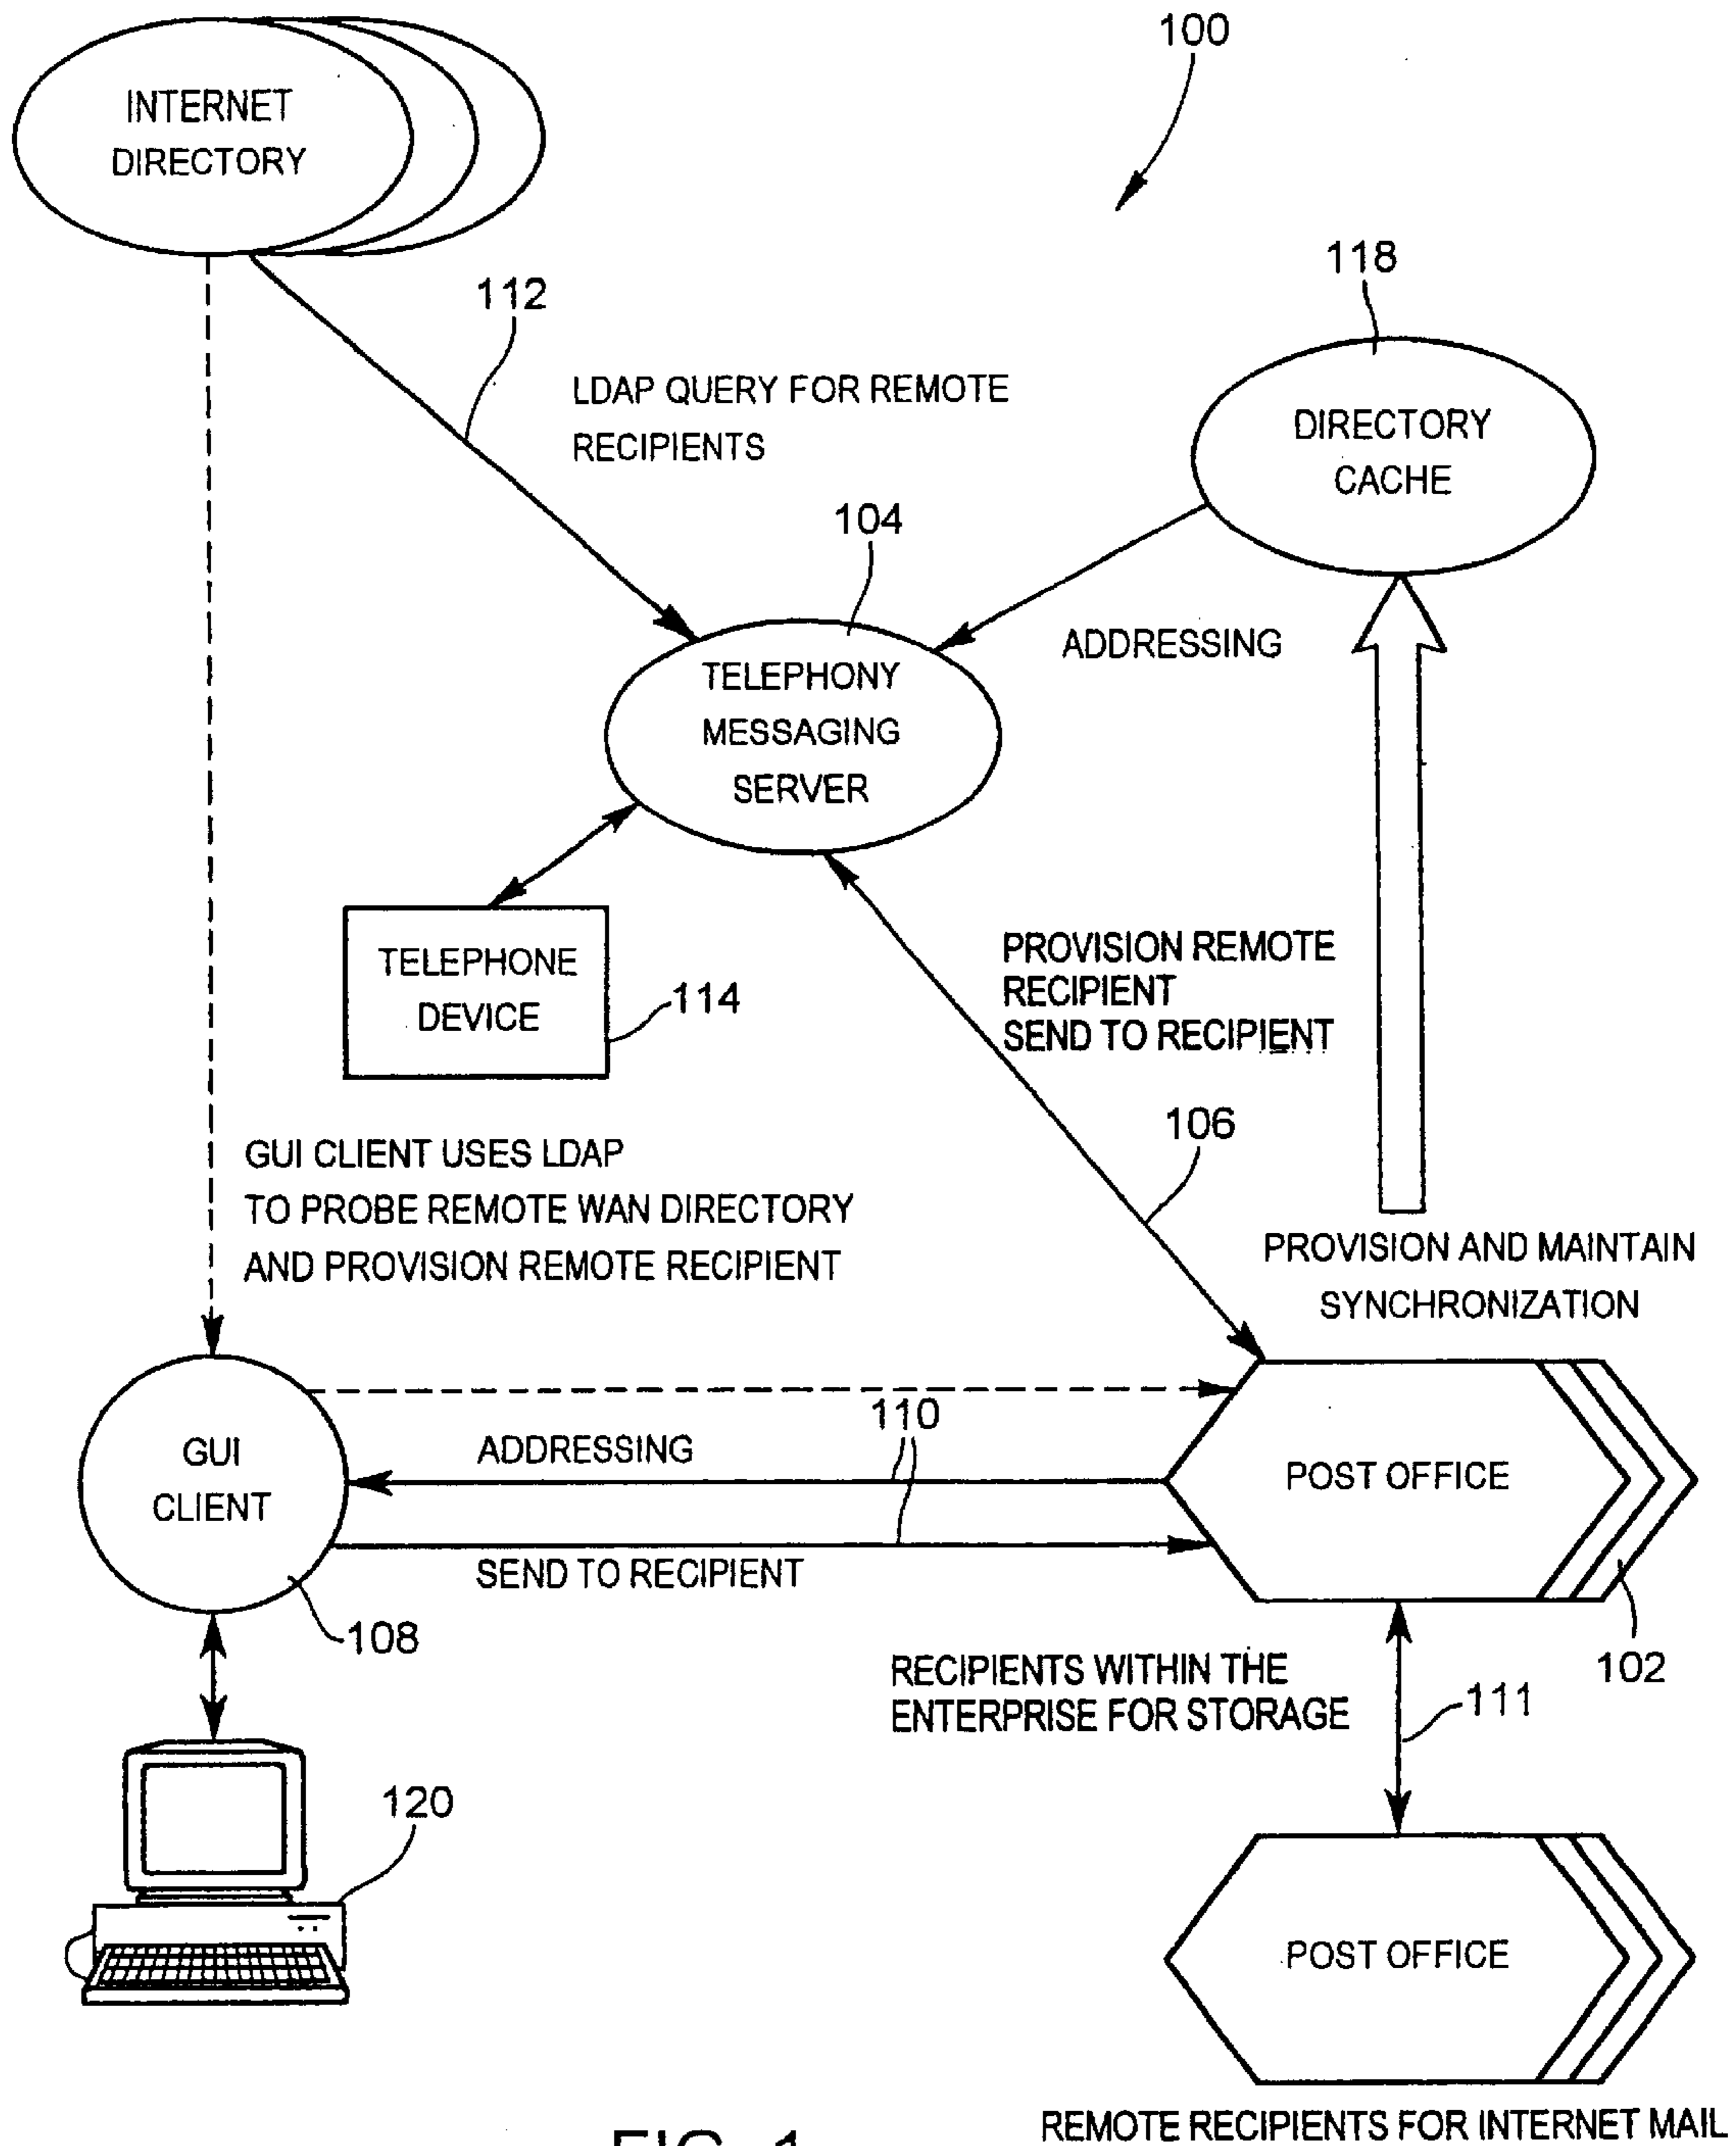 100
INTERNET
DIRECTORY
112
118
LDAP QUERY FOR REMOTE
RECIPIENTS
DIRECTORY
CACHE
104
ADDRESSING
TELEPHONY
MESSAGING
SERVER
TELEPHONE
DEVICE
114
PROVISION REMOTE
RECIPIENT
SEND TO RECIPIENT
106
GUI CLIENT USES LDAP
TO PROBE REMOTE WAN DIRECTORY
AND PROVISION REMOTE RECIPIENT
PROVISION AND MAINTAIN
SYNCHRONIZATION
110
ADDRESSING
GUI
CLIENT
POST OFFICE
SEND TO RECIPIENT
108
102
RECIPIENTS WITHIN THE
ENTERPRISE FOR STORAGE
111
120
POST OFFICE
REMOTE RECIPIENTS FOR INTERNET MAIL
FIG. 1